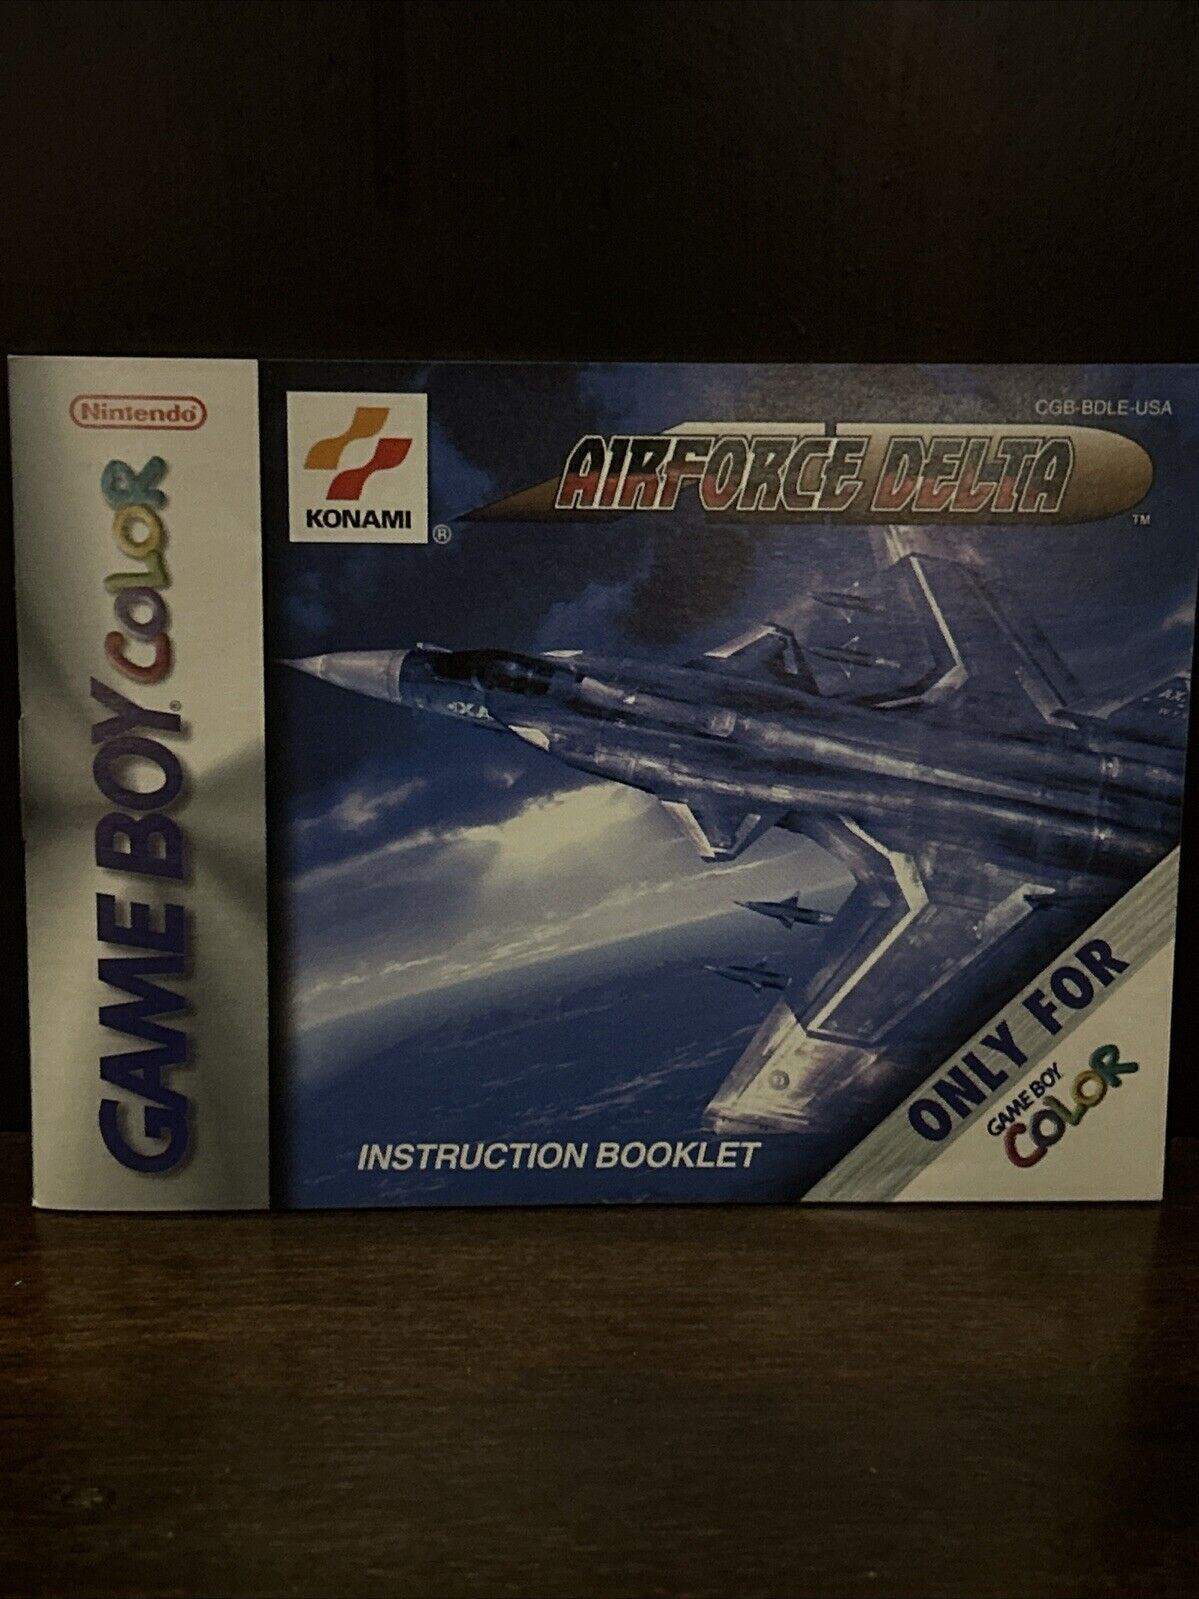 Nintendo
GAME BOY COLOR
®
KONAMI
®
CGB-BDLE-USA
AIRFORCE DELTA
TM
INSTRUCTION BOOKLET
ONLY FOR
GAME BOY
COLOR